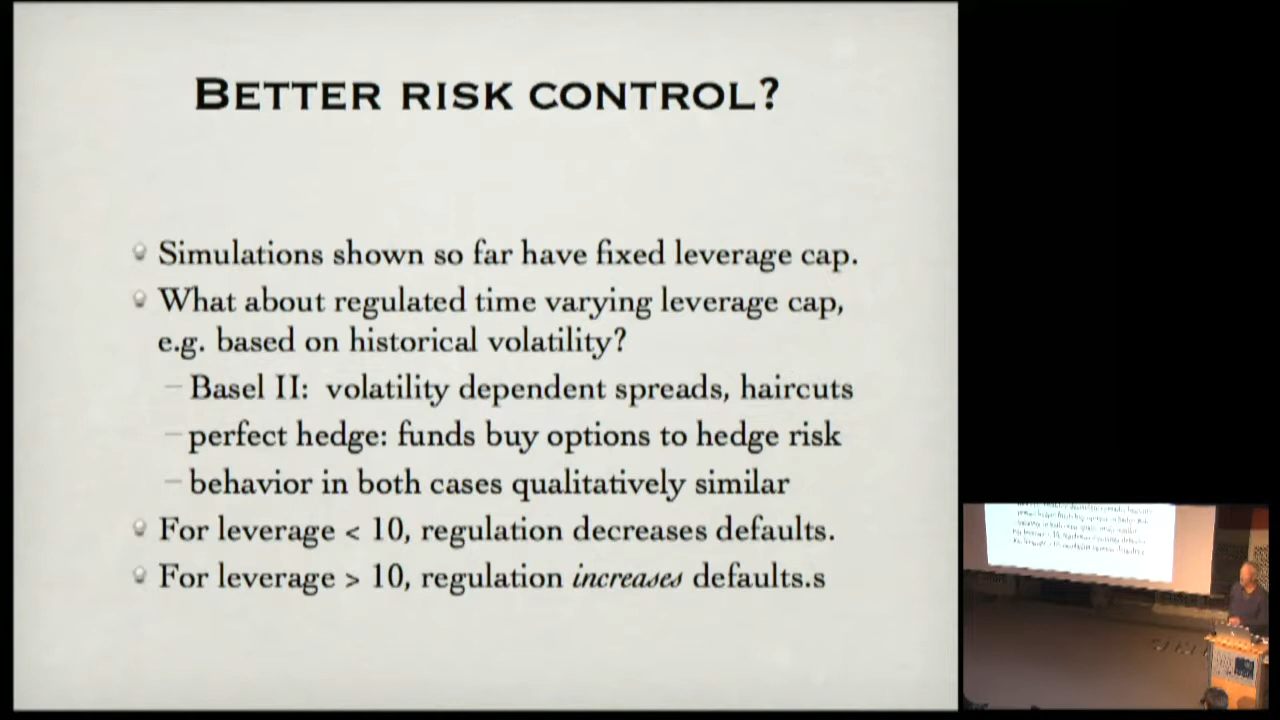 BETTER RISK CONTROL?
Simulations shown so far have fixed leverage cap.
What about regulated time varying leverage cap,
e.g. based on historical volatility?
– Basel II: volatility dependent spreads, haircuts
– perfect hedge: funds buy options to hedge risk
– behavior in both cases qualitatively similar
For leverage < 10, regulation decreases defaults.
For leverage > 10, regulation increases defaults.s